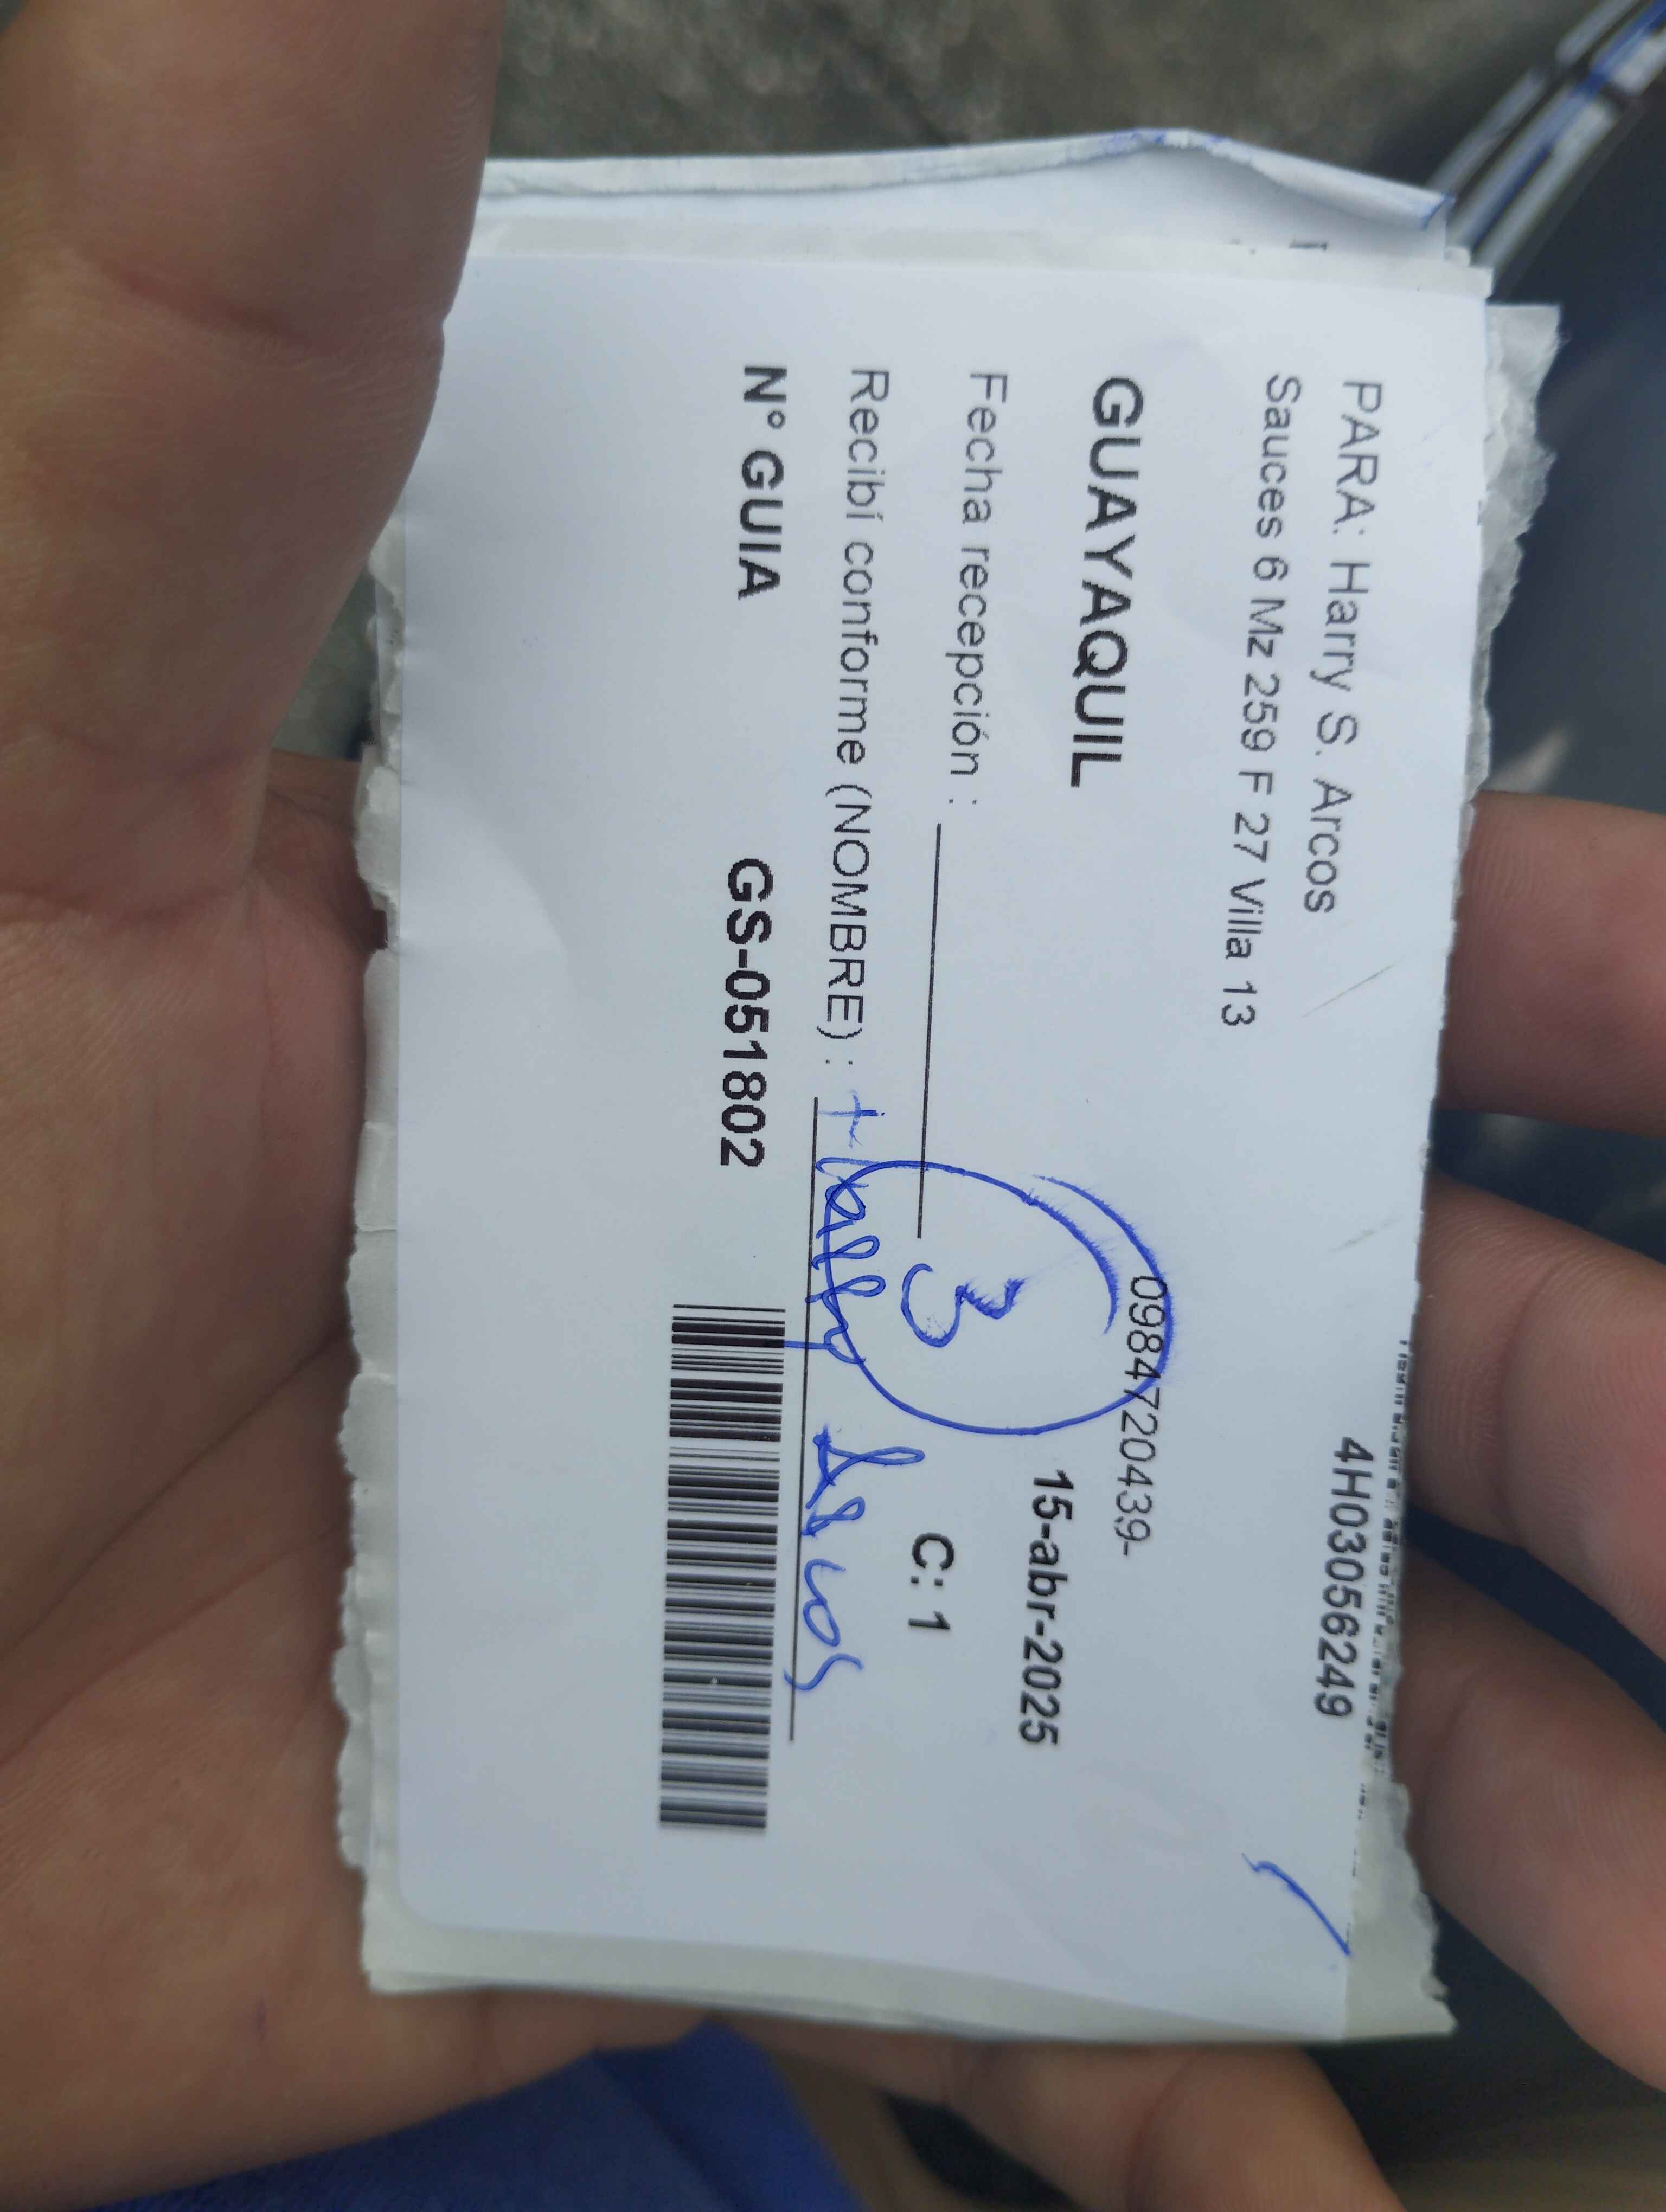 4H03056249
PARA: Harry S. Arcos
Sauces 6 Mz 259 F 27 Villa 13
0984720439-
GUAYAQUIL
15-abr-2025
Fecha recepción :
3
C: 1
Recibí conforme (NOMBRE) : Harry Arcos
N° GUIA
GS-051802